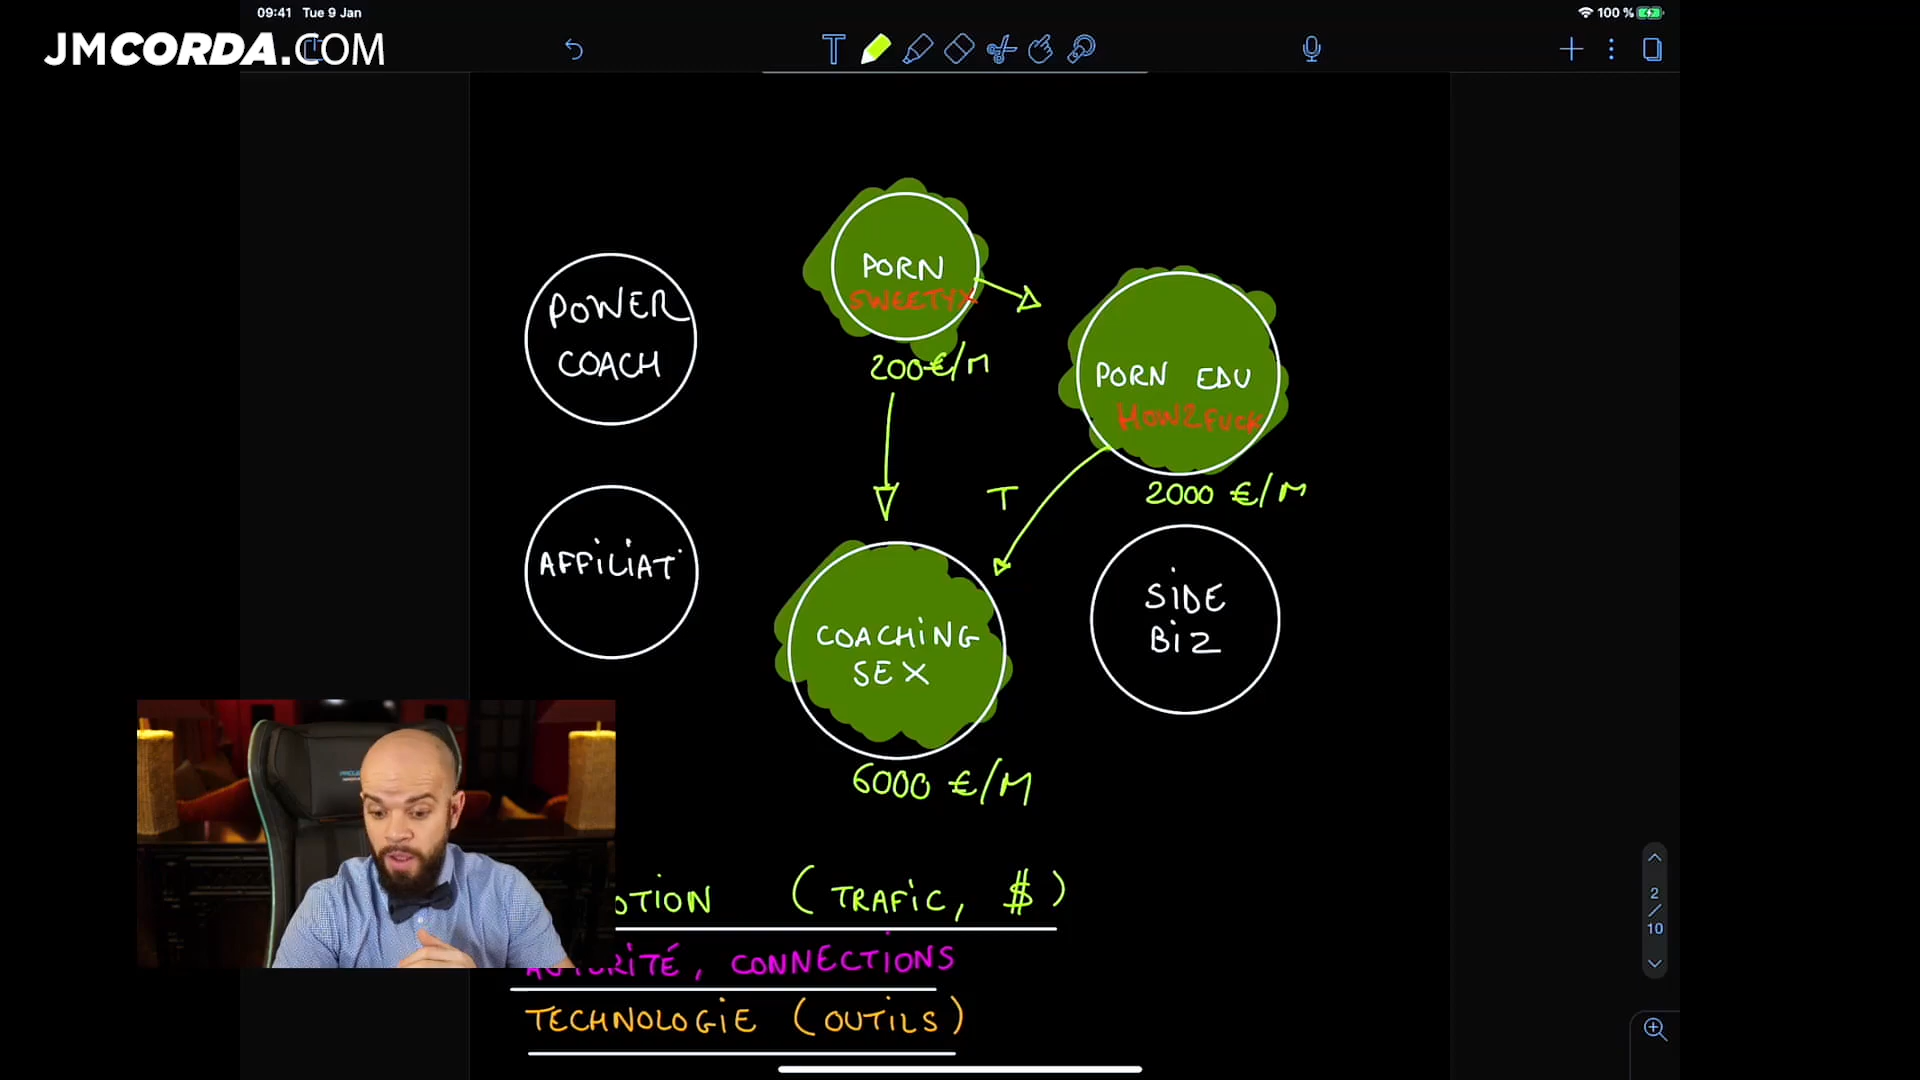 09:41 Tue 9 Jan
100 %
JMCORDA.COM
PORN
SWEETYX
200€/M
POWER
COACH
PORN EDU
HOW2FUCK
2000 €/M
T
AFFILIAT
SIDE
BIZ
COACHING
SEX
6000 €/M
OTION (TRAFIC, $)
AUTORITÉ, CONNECTIONS
TECHNOLOGIE (OUTILS)
2
/
10